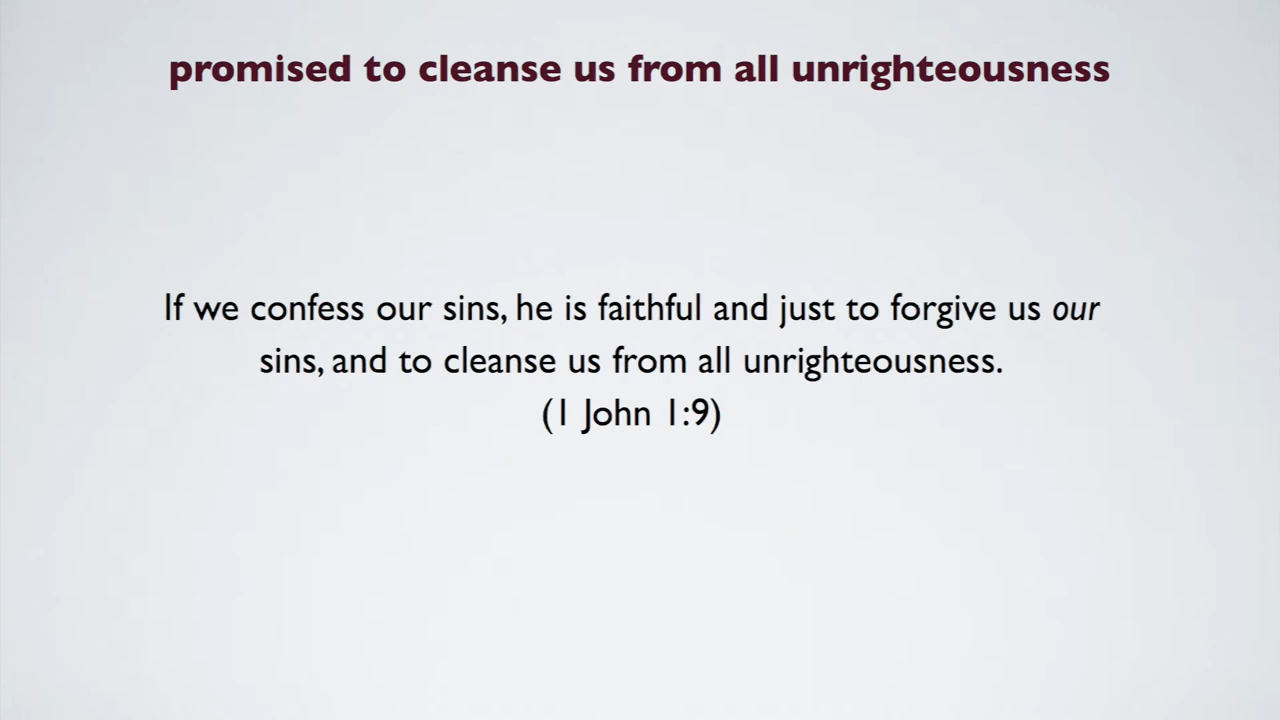 promised to cleanse us from all unrighteousness
If we confess our sins, he is faithful and just to forgive us our
sins, and to cleanse us from all unrighteousness.
(1 John 1:9)